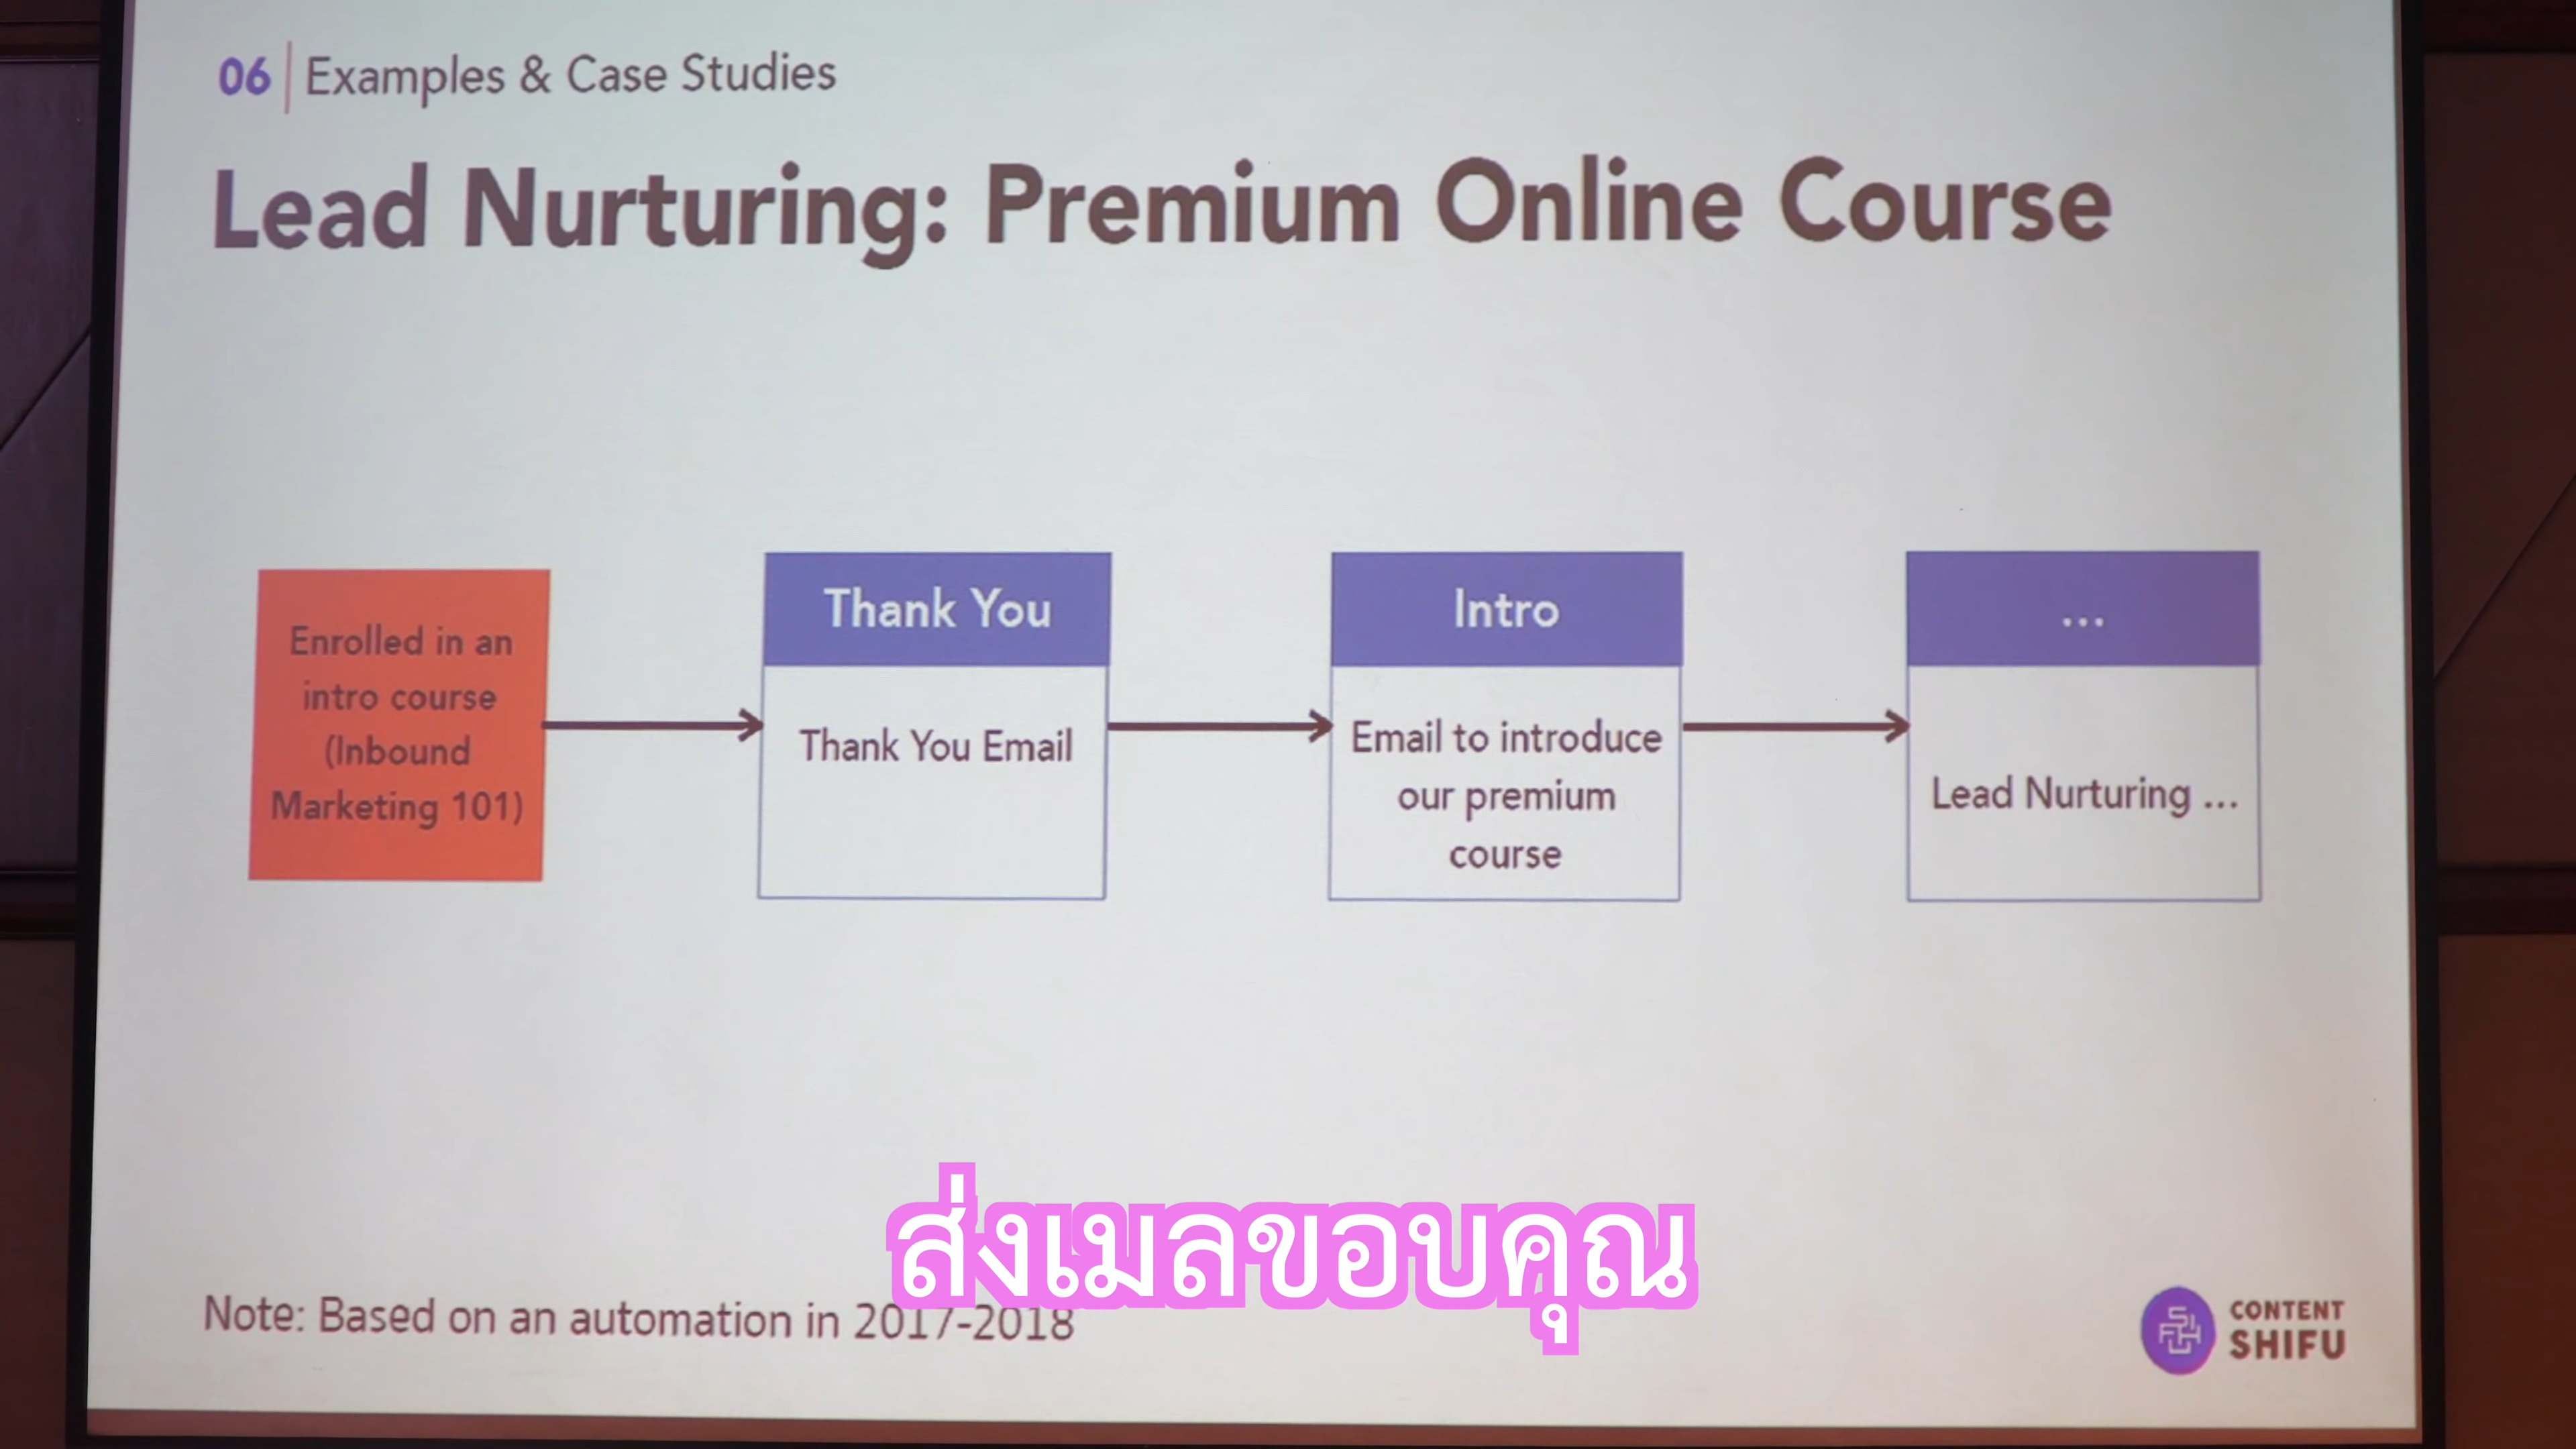 06 | Examples & Case Studies
Lead Nurturing: Premium Online Course
Enrolled in an
intro course
(Inbound
Marketing 101)
Thank You
Thank You Email
Intro
Email to introduce
our premium
course
...
Lead Nurturing ...
ส่งเมลขอบคุณ
Note: Based on an automation in 2017-2018
SHIFU
CONTENT
SHIFU